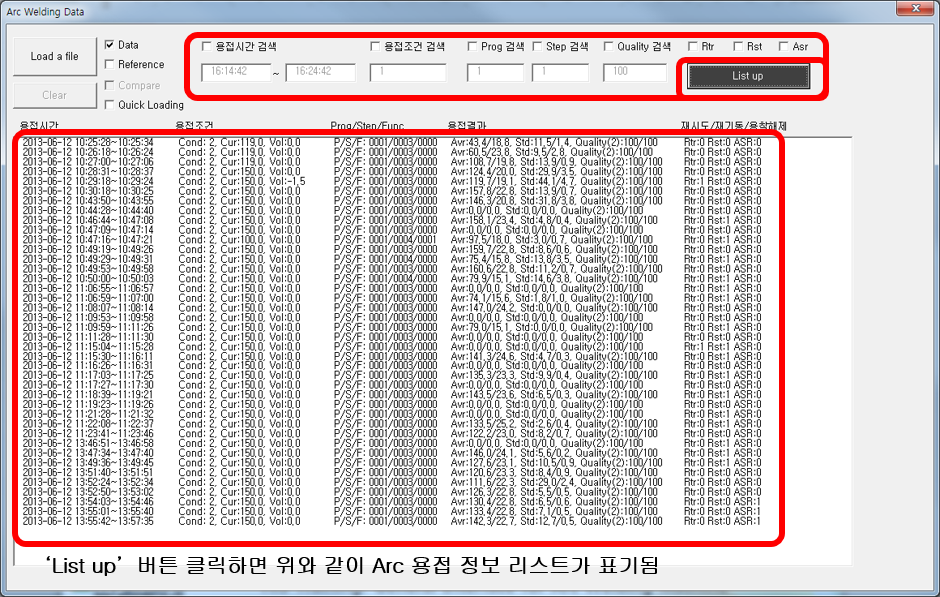 Arc Welding Data
Load a file
Data
Reference
Clear
Compare
Quick Loading
용접시간 검색
용접조건 검색
Prog 검색
Step 검색
Quality 검색
Rtr
Rst
Asr
16:14:42 ~ 16:24:42
1
1
1
100
List up
용접시간 용접조건 Prog/Step/Func 용접결과 재시도/재기동/용착해제
2013-06-12 10:25:28~10:25:34 Cond: 2, Cur:119,0, Vol:0,0 P/S/F: 0001/0003/0000 Avr:43,4/18,8, Std:11,5/1,4, Quality(2):100/100 Rtr:0 Rst:0 ASR:0
2013-06-12 10:26:18~10:26:24 Cond: 2, Cur:119,0, Vol:0,0 P/S/F: 0001/0003/0000 Avr:60,5/23,8, Std:9,5/2,8, Quality(2):100/100 Rtr:0 Rst:0 ASR:0
2013-06-12 10:27:00~10:27:06 Cond: 2, Cur:119,0, Vol:0,0 P/S/F: 0001/0003/0000 Avr:108,7/19,8, Std:13,9/0,9, Quality(2):100/100 Rtr:0 Rst:0 ASR:0
2013-06-12 10:28:31~10:28:37 Cond: 2, Cur:150,0, Vol:0,0 P/S/F: 0001/0003/0000 Avr:124,4/20,0, Std:29,9/3,5, Quality(2):100/100 Rtr:0 Rst:0 ASR:0
2013-06-12 10:29:18~10:29:24 Cond: 2, Cur:150,0, Vol:-1,5 P/S/F: 0001/0003/0000 Avr:119,7/19,1, Std:44,1/4,7, Quality(2):100/100 Rtr:1 Rst:0 ASR:0
2013-06-12 10:30:18~10:30:25 Cond: 2, Cur:150,0, Vol:0,0 P/S/F: 0001/0003/0000 Avr:157,8/22,8, Std:13,9/0,7, Quality(2):100/100 Rtr:0 Rst:0 ASR:0
2013-06-12 10:43:50~10:43:55 Cond: 2, Cur:150,0, Vol:0,0 P/S/F: 0001/0003/0000 Avr:146,3/20,8, Std:31,8/3,8, Quality(2):100/100 Rtr:0 Rst:0 ASR:0
2013-06-12 10:44:28~10:44:40 Cond: 2, Cur:150,0, Vol:0,0 P/S/F: 0001/0003/0000 Avr:0,0/0,0, Std:0,0/0,0, Quality(2):100/100 Rtr:0 Rst:0 ASR:0
2013-06-12 10:46:44~10:47:08 Cond: 2, Cur:150,0, Vol:0,0 P/S/F: 0001/0003/0000 Avr:158,1/23,4, Std:4,8/0,4, Quality(2):100/100 Rtr:0 Rst:0 ASR:0
2013-06-12 10:47:09~10:47:14 Cond: 2, Cur:150,0, Vol:0,0 P/S/F: 0001/0004/0000 Avr:0,0/0,0, Std:0,0/0,0, Quality(2):100/100 Rtr:0 Rst:0 ASR:0
2013-06-12 10:47:16~10:47:21 Cond: 2, Cur:100,0, Vol:0,0 P/S/F: 0001/0004/0001 Avr:97,5/18,0, Std:3,0/0,7, Quality(2):100/100 Rtr:0 Rst:1 ASR:0
2013-06-12 10:49:19~10:49:26 Cond: 2, Cur:150,0, Vol:0,0 P/S/F: 0001/0003/0000 Avr:159,7/22,8, Std:8,6/0,6, Quality(2):100/100 Rtr:0 Rst:0 ASR:0
2013-06-12 10:49:29~10:49:31 Cond: 2, Cur:150,0, Vol:0,0 P/S/F: 0001/0004/0000 Avr:75,4/15,8, Std:13,8/3,5, Quality(2):100/100 Rtr:0 Rst:1 ASR:0
2013-06-12 10:49:53~10:49:58 Cond: 2, Cur:150,0, Vol:0,0 P/S/F: 0001/0003/0000 Avr:160,6/22,8, Std:11,2/0,7, Quality(2):100/100 Rtr:0 Rst:0 ASR:0
2013-06-12 10:50:00~10:50:03 Cond: 2, Cur:150,0, Vol:0,0 P/S/F: 0001/0004/0000 Avr:79,9/15,1, Std:14,6/3,8, Quality(2):100/100 Rtr:0 Rst:1 ASR:0
2013-06-12 11:06:55~11:06:57 Cond: 2, Cur:150,0, Vol:0,0 P/S/F: 0001/0003/0000 Avr:0,0/0,0, Std:0,0/0,0, Quality(2):100/100 Rtr:0 Rst:0 ASR:0
2013-06-12 11:06:59~11:07:00 Cond: 2, Cur:150,0, Vol:0,0 P/S/F: 0001/0003/0000 Avr:74,1/15,6, Std:1,8/1,0, Quality(2):100/100 Rtr:0 Rst:1 ASR:0
2013-06-12 11:08:07~11:08:14 Cond: 2, Cur:150,0, Vol:0,0 P/S/F: 0001/0003/0000 Avr:147,0/24,2, Std:0,0/0,0, Quality(2):100/100 Rtr:0 Rst:1 ASR:0
2013-06-12 11:09:53~11:09:58 Cond: 2, Cur:150,0, Vol:0,0 P/S/F: 0001/0003/0000 Avr:0,0/0,0, Std:0,0/0,0, Quality(2):100/100 Rtr:0 Rst:0 ASR:0
2013-06-12 11:09:59~11:11:26 Cond: 2, Cur:150,0, Vol:0,0 P/S/F: 0001/0003/0000 Avr:79,0/15,1, Std:0,0/0,0, Quality(2):100/100 Rtr:0 Rst:1 ASR:0
2013-06-12 11:11:28~11:11:30 Cond: 2, Cur:150,0, Vol:0,0 P/S/F: 0001/0003/0000 Avr:0,0/0,0, Std:0,0/0,0, Quality(2):100/100 Rtr:0 Rst:0 ASR:0
2013-06-12 11:15:04~11:15:28 Cond: 2, Cur:150,0, Vol:0,0 P/S/F: 0001/0003/0000 Avr:0,0/0,0, Std:0,0/0,0, Quality(2):100/100 Rtr:1 Rst:0 ASR:0
2013-06-12 11:15:30~11:16:11 Cond: 2, Cur:150,0, Vol:0,0 P/S/F: 0001/0003/0000 Avr:141,3/24,6, Std:4,7/0,3, Quality(2):100/100 Rtr:0 Rst:1 ASR:0
2013-06-12 11:16:26~11:16:31 Cond: 2, Cur:150,0, Vol:0,0 P/S/F: 0001/0003/0000 Avr:0,0/0,0, Std:0,0/0,0, Quality(2):100/100 Rtr:0 Rst:0 ASR:0
2013-06-12 11:17:03~11:17:25 Cond: 2, Cur:150,0, Vol:0,0 P/S/F: 0001/0003/0000 Avr:135,3/23,3, Std:9,9/0,4, Quality(2):100/100 Rtr:0 Rst:1 ASR:0
2013-06-12 11:17:27~11:17:30 Cond: 2, Cur:150,0, Vol:0,0 P/S/F: 0001/0003/0000 Avr:0,0/0,0, Std:0,0/0,0, Quality(2):100/100 Rtr:0 Rst:0 ASR:0
2013-06-12 11:18:39~11:19:21 Cond: 2, Cur:150,0, Vol:0,0 P/S/F: 0001/0003/0000 Avr:143,5/23,6, Std:6,5/0,3, Quality(2):100/100 Rtr:0 Rst:1 ASR:0
2013-06-12 11:19:23~11:19:26 Cond: 2, Cur:150,0, Vol:0,0 P/S/F: 0001/0003/0000 Avr:0,0/0,0, Std:0,0/0,0, Quality(2):100/100 Rtr:0 Rst:0 ASR:0
2013-06-12 11:21:28~11:21:32 Cond: 2, Cur:150,0, Vol:0,0 P/S/F: 0001/0003/0000 Avr:0,0/0,0, Std:0,0/0,0, Quality(2):100/100 Rtr:0 Rst:0 ASR:0
2013-06-12 11:22:08~11:22:37 Cond: 2, Cur:150,0, Vol:0,0 P/S/F: 0001/0003/0000 Avr:133,5/25,2, Std:2,6/0,4, Quality(2):100/100 Rtr:0 Rst:1 ASR:0
2013-06-12 11:23:41~11:23:46 Cond: 2, Cur:150,0, Vol:0,0 P/S/F: 0001/0003/0000 Avr:122,2/23,0, Std:8,2/0,7, Quality(2):100/100 Rtr:0 Rst:1 ASR:0
2013-06-12 13:46:51~13:46:58 Cond: 2, Cur:150,0, Vol:0,0 P/S/F: 0001/0003/0000 Avr:0,0/0,0, Std:0,0/0,0, Quality(2):100/100 Rtr:0 Rst:0 ASR:0
2013-06-12 13:47:34~13:47:40 Cond: 2, Cur:150,0, Vol:0,0 P/S/F: 0001/0003/0000 Avr:146,0/24,1, Std:5,6/0,2, Quality(2):100/100 Rtr:0 Rst:1 ASR:0
2013-06-12 13:49:36~13:49:45 Cond: 2, Cur:150,0, Vol:0,0 P/S/F: 0001/0003/0000 Avr:127,6/23,1, Std:10,5/0,9, Quality(2):100/100 Rtr:0 Rst:1 ASR:0
2013-06-12 13:51:40~13:51:51 Cond: 2, Cur:150,0, Vol:0,0 P/S/F: 0001/0003/0000 Avr:120,6/23,3, Std:8,4/0,9, Quality(2):100/100 Rtr:0 Rst:1 ASR:0
2013-06-12 13:52:24~13:52:34 Cond: 2, Cur:150,0, Vol:0,0 P/S/F: 0001/0003/0000 Avr:111,6/22,3, Std:29,0/2,4, Quality(2):100/100 Rtr:0 Rst:1 ASR:0
2013-06-12 13:52:50~13:53:02 Cond: 2, Cur:150,0, Vol:0,0 P/S/F: 0001/0003/0000 Avr:126,3/22,8, Std:5,5/0,5, Quality(2):100/100 Rtr:0 Rst:1 ASR:0
2013-06-12 13:54:03~13:54:46 Cond: 2, Cur:150,0, Vol:0,0 P/S/F: 0001/0003/0000 Avr:130,4/22,8, Std:6,5/0,6, Quality(2):100/100 Rtr:0 Rst:0 ASR:1
2013-06-12 13:55:01~13:55:40 Cond: 2, Cur:150,0, Vol:0,0 P/S/F: 0001/0003/0000 Avr:133,4/22,8, Std:7,1/0,5, Quality(2):100/100 Rtr:0 Rst:0 ASR:1
2013-06-12 13:55:42~13:57:35 Cond: 2, Cur:150,0, Vol:0,0 P/S/F: 0001/0003/0000 Avr:142,3/22,7, Std:12,7/0,5, Quality(2):100/100 Rtr:0 Rst:0 ASR:1
‘List up’ 버튼 클릭하면 위와 같이 Arc 용접 정보 리스트가 표기됨